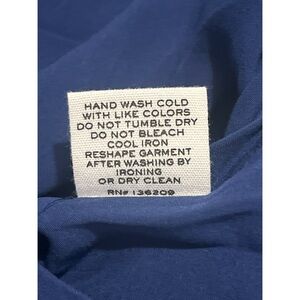 HAND WASH COLD
WITH LIKE COLORS
DO NOT TUMBLE DRY
DO NOT BLEACH
COOL IRON
RESHAPE GARMENT
AFTER WASHING BY
IRONING
OR DRY CLEAN
RN# 136209